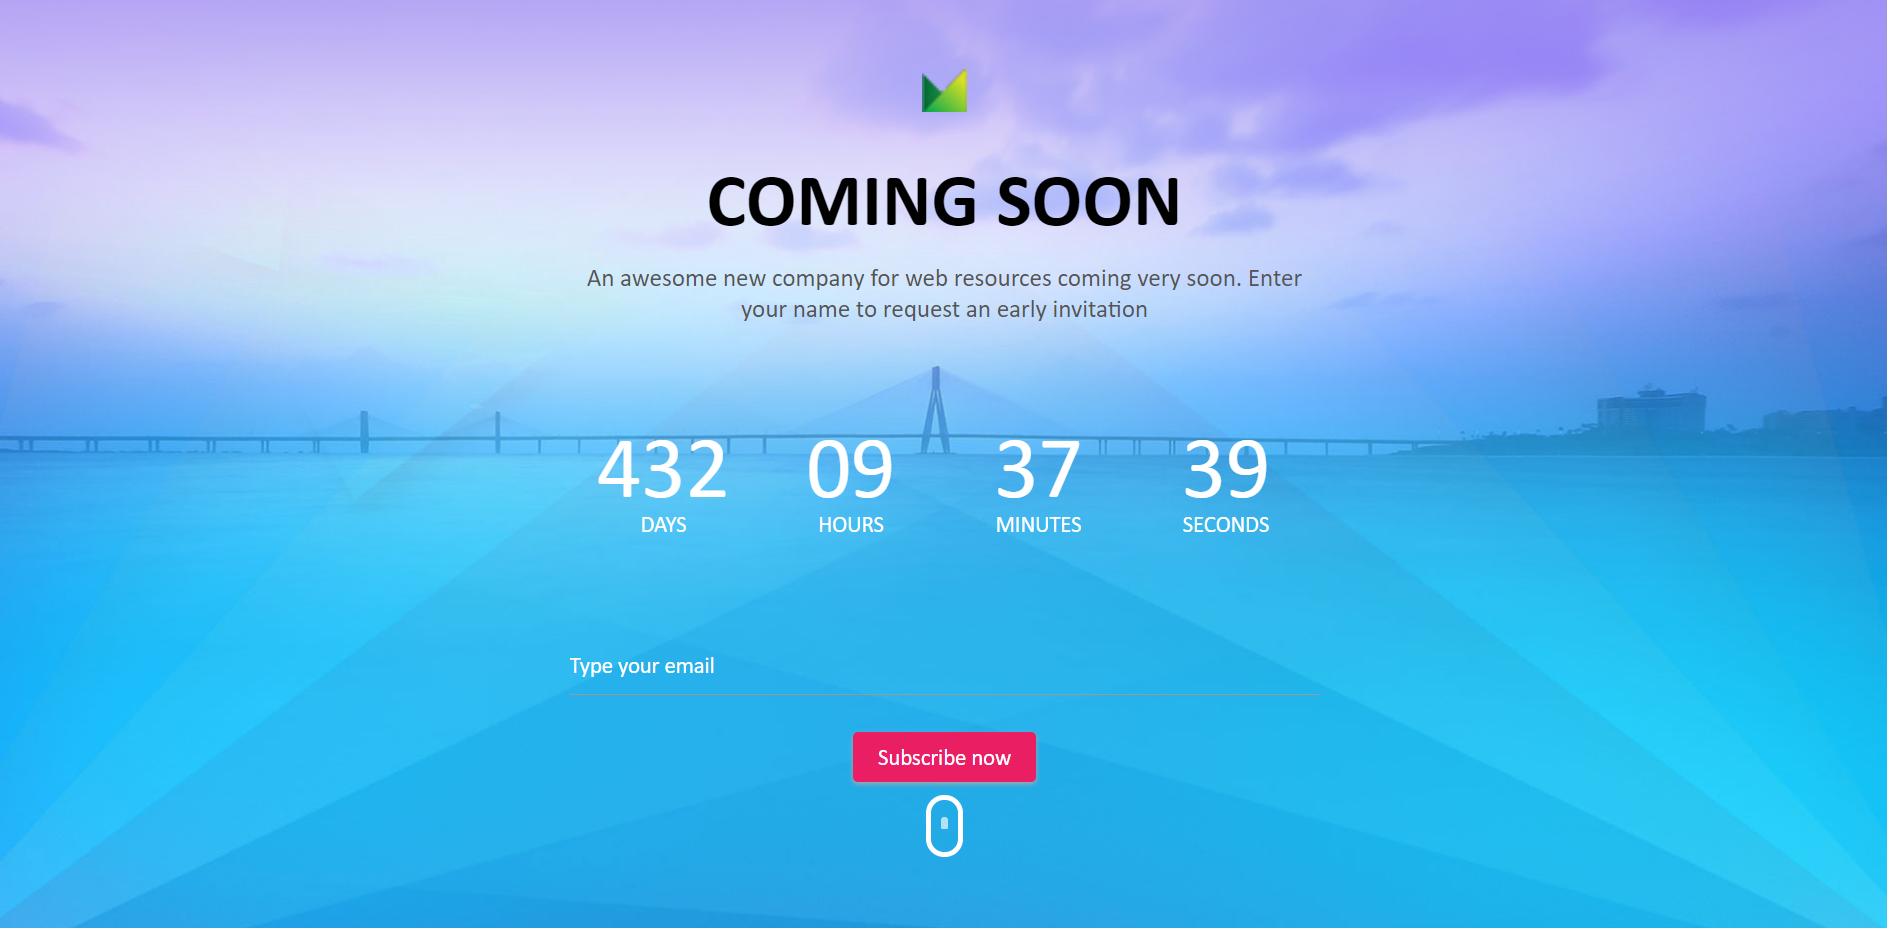 COMING SOON
An awesome new company for web resources coming very soon. Enter
your name to request an early invitation
432 09 37 39
DAYS HOURS MINUTES SECONDS
Type your email
Subscribe now